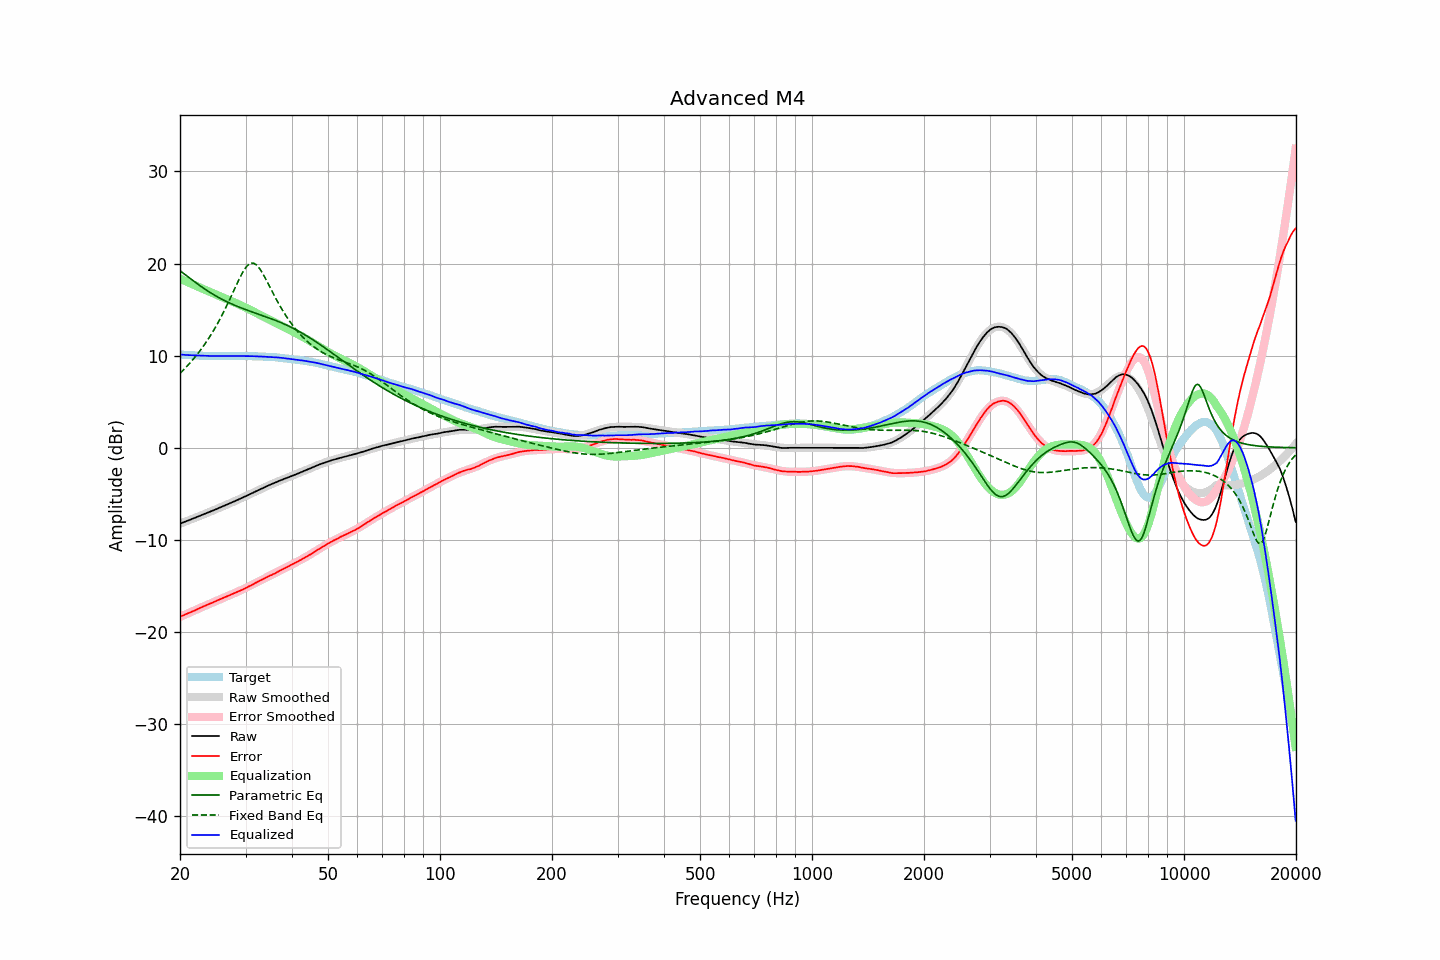 Advanced M4
Amplitude (dBr)
30
20
10
0
−10
−20
−30
−40
Target
Raw Smoothed
Error Smoothed
Raw
Error
Equalization
Parametric Eq
Fixed Band Eq
Equalized
20
50
100
200
500
1000
2000
5000
10000
20000
Frequency (Hz)